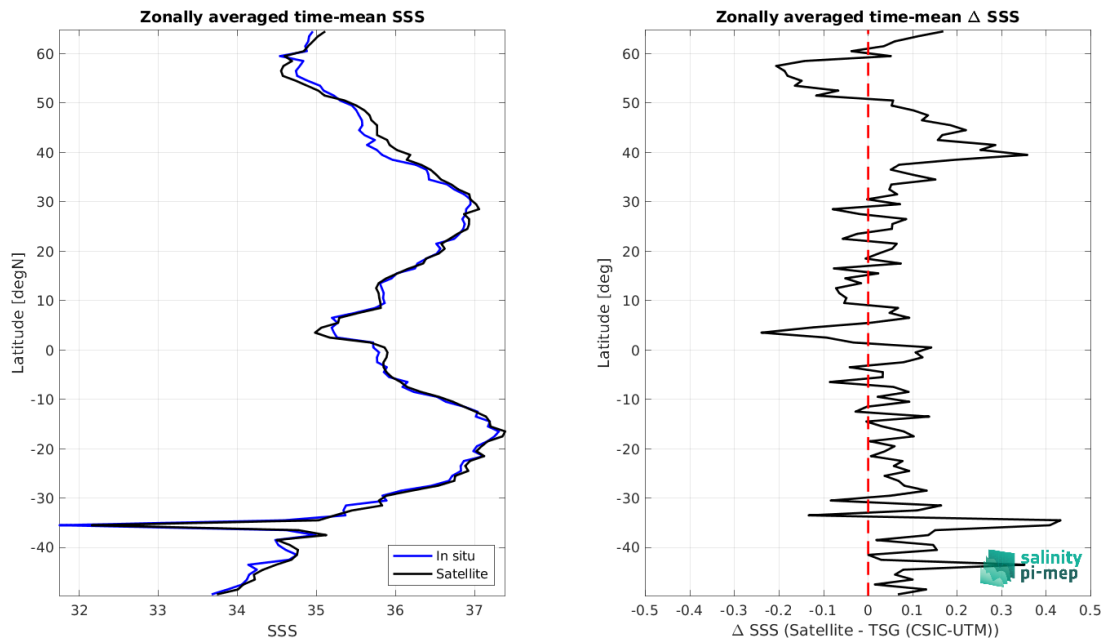 Zonally averaged time-mean SSS
60
50
40
30
20
10
0
-10
-20
-30
-40
Latitude [degN]
32 33 34 35 36 37
SSS
In situ
Satellite
Zonally averaged time-mean Δ SSS
60
50
40
30
20
10
0
-10
-20
-30
-40
Latitude [deg]
-0.5 -0.4 -0.3 -0.2 -0.1 0 0.1 0.2 0.3 0.4 0.5
Δ SSS (Satellite - TSG (CSIC-UTM))
salinity
pi-mep